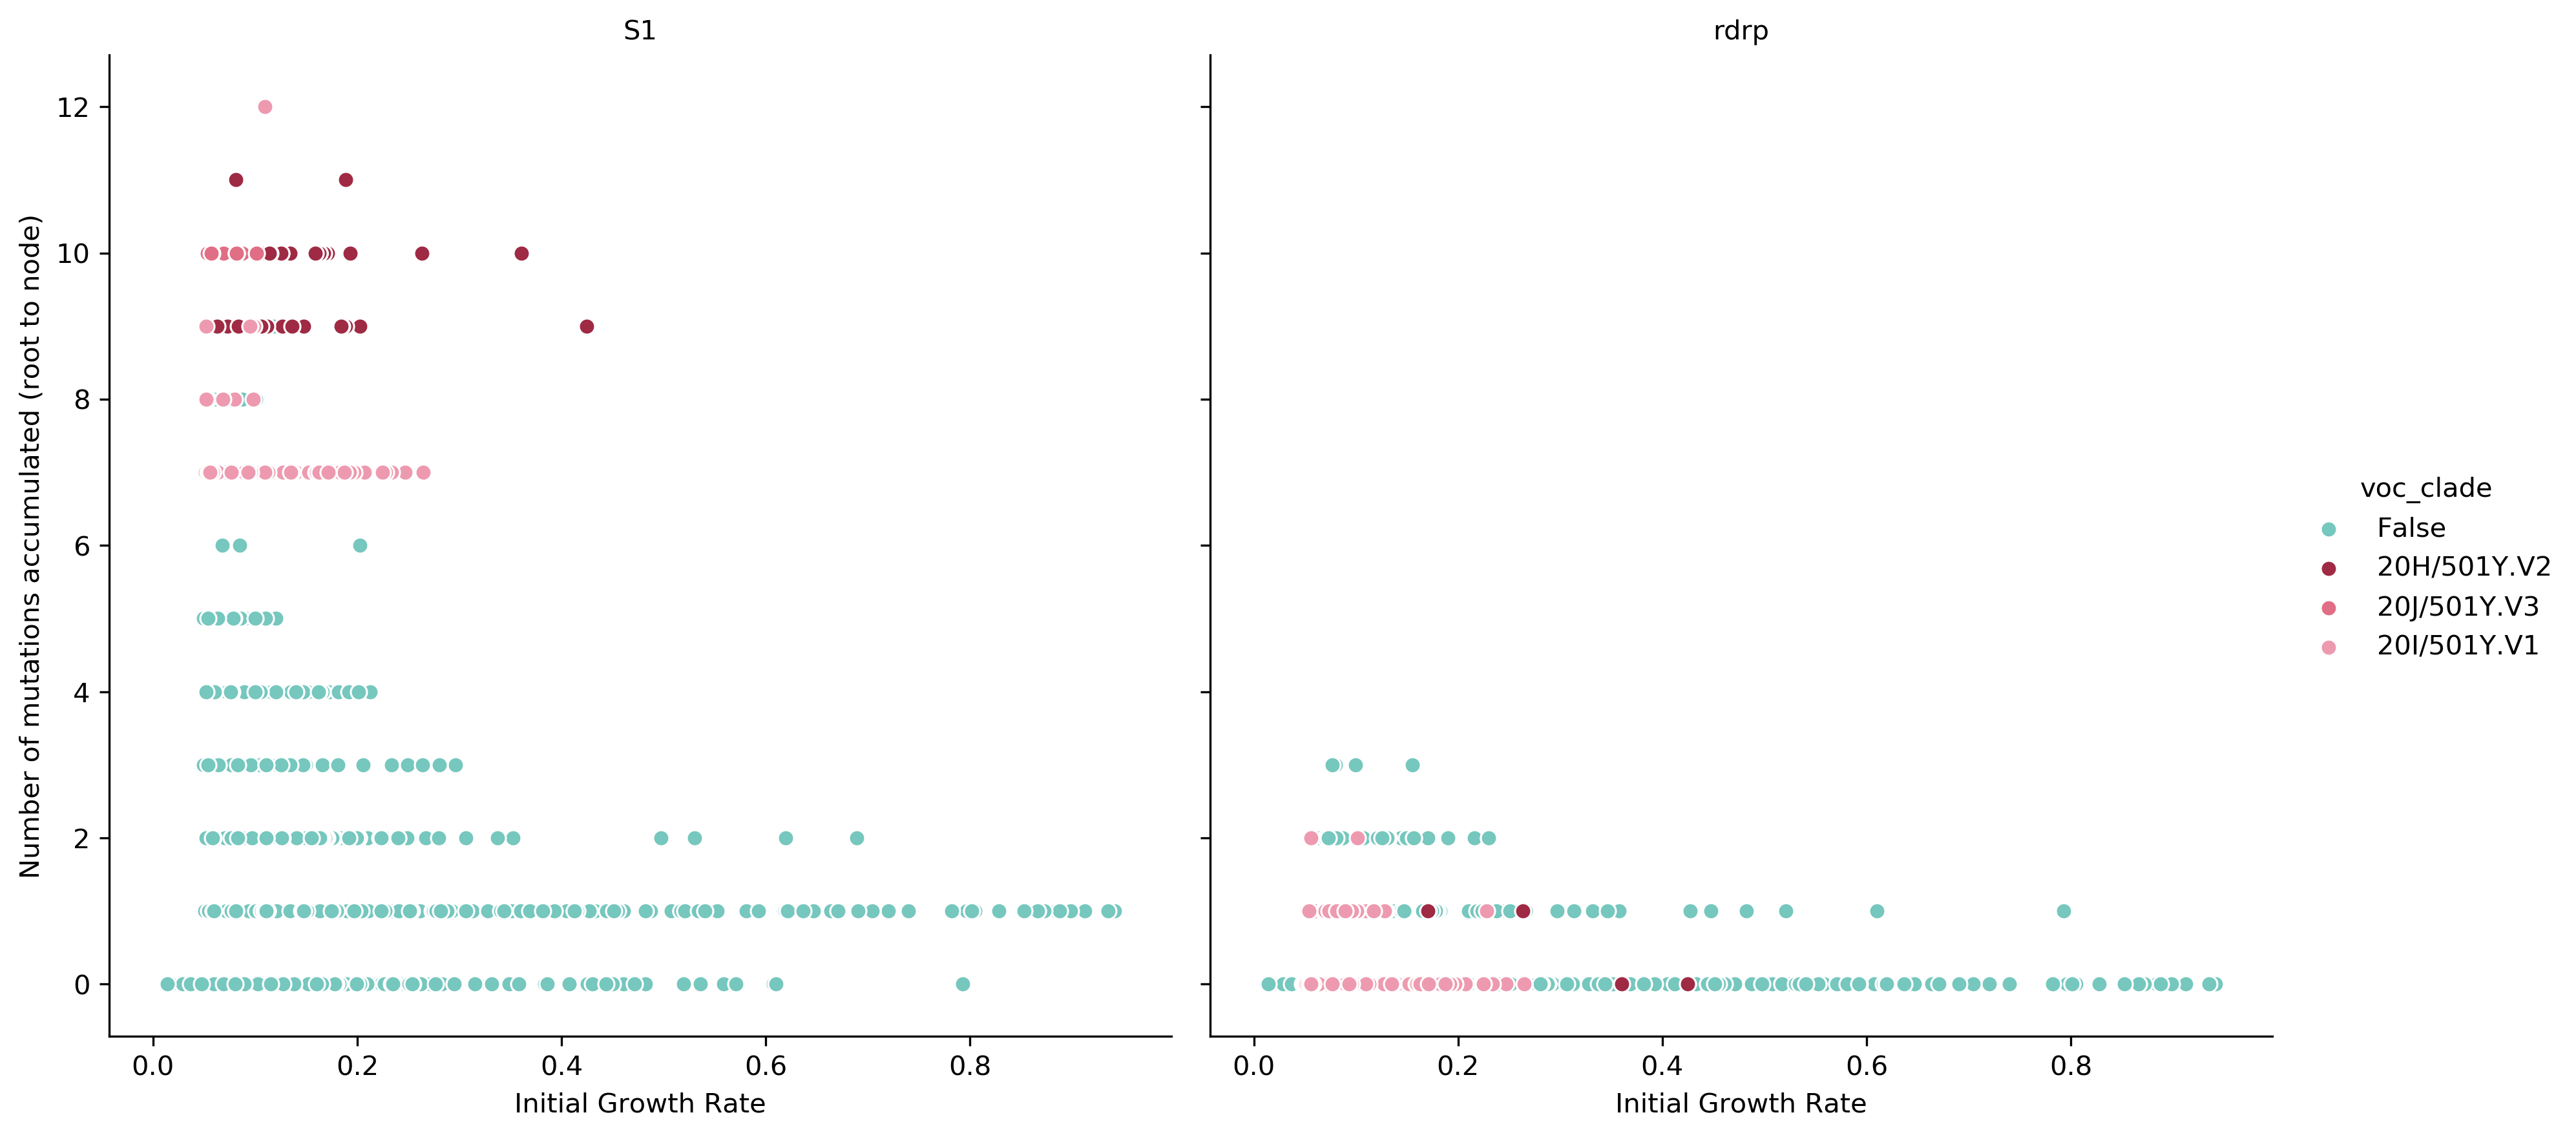 S1
rdrp
Number of mutations accumulated (root to node)
12
10
8
6
4
2
0
0.0 0.2 0.4 0.6 0.8
Initial Growth Rate
0.0 0.2 0.4 0.6 0.8
Initial Growth Rate
voc_clade
False
20H/501Y.V2
20J/501Y.V3
20I/501Y.V1